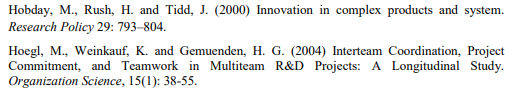 Hobday, M., Rush, H. and Tidd, J. (2000) Innovation in complex products and system.
Research Policy 29: 793–804.
Hoegl, M., Weinkauf, K. and Gemuenden, H. G. (2004) Interteam Coordination, Project
Commitment, and Teamwork in Multiteam R&D Projects: A Longitudinal Study.
Organization Science, 15(1): 38-55.